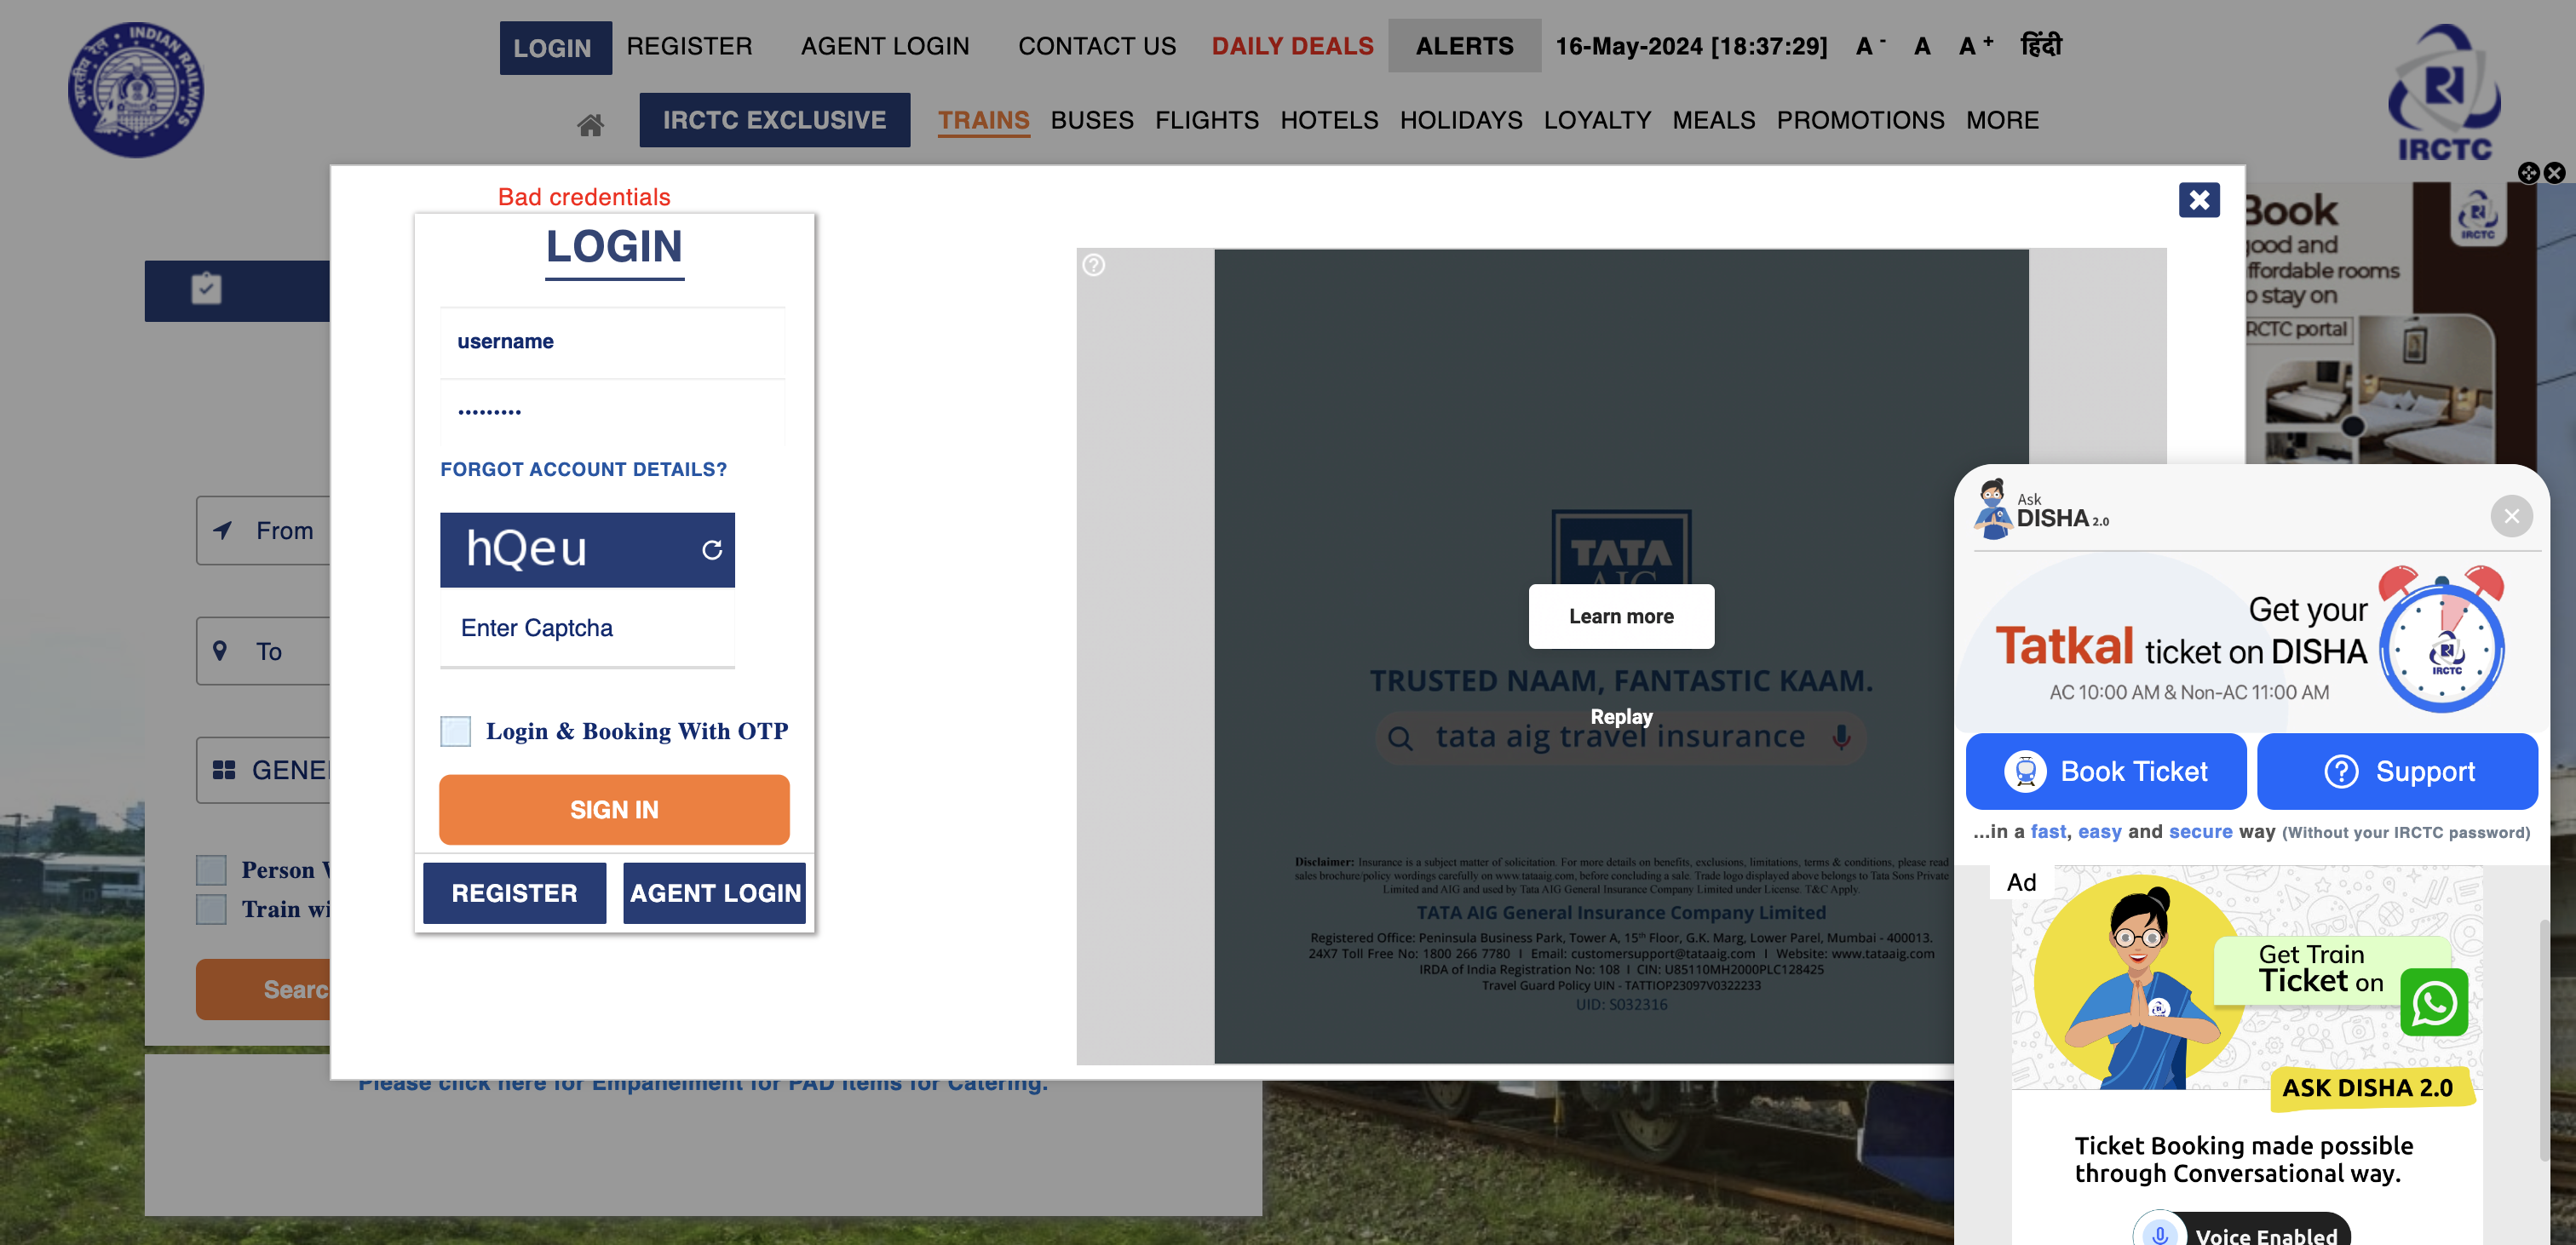 INDIAN RAILWAYS
भारतीय रेल
LOGIN REGISTER AGENT LOGIN CONTACT US DAILY DEALS ALERTS 16-May-2024 [18:37:29] A - A A + हिंदी
IRCTC EXCLUSIVE TRAINS BUSES FLIGHTS HOTELS HOLIDAYS LOYALTY MEALS PROMOTIONS MORE
IRCTC
Bad credentials
LOGIN
username
•••••••••
FORGOT ACCOUNT DETAILS?
hQeu
Enter Captcha
Login & Booking With OTP
SIGN IN
REGISTER AGENT LOGIN
From
To
GENE
Person
Train wi
Searc
Please click here for Empanelment for PAD items for Catering.
TATA
AIG
Learn more
TRUSTED NAAM, FANTASTIC KAAM.
Replay
tata aig travel insurance
Disclaimer: Insurance is a subject matter of solicitation. For more details on benefits, exclusions, limitations, terms & conditions, please read
sales brochure/policy wordings carefully on www.tataaig.com, before concluding a sale. Trade logo displayed above belongs to Tata Sons Private
Limited and AIG and used by Tata AIG General Insurance Company Limited under License. T&C Apply.
TATA AIG General Insurance Company Limited
Registered Office: Peninsula Business Park, Tower A, 15th Floor, G.K. Marg, Lower Parel, Mumbai - 400013.
24X7 Toll Free No: 1800 266 7780 I Email: customersupport@tataaig.com I Website: www.tataaig.com
IRDA of India Registration No: 108 I CIN: U85110MH2000PLC128425
Travel Guard Policy UIN - TATTIOP23097V0322233
UID: S032316
Book
good and
ffordable rooms
o stay on
RCTC portal
IRCTC
Ask
DISHA 2.0
Get your
Tatkal ticket on DISHA
AC 10:00 AM & Non-AC 11:00 AM
IRCTC
Book Ticket
Support
...in a fast, easy and secure way (Without your IRCTC password)
Ad
Get Train
Ticket on
ASK DISHA 2.0
Ticket Booking made possible
through Conversational way.
Voice Enabled